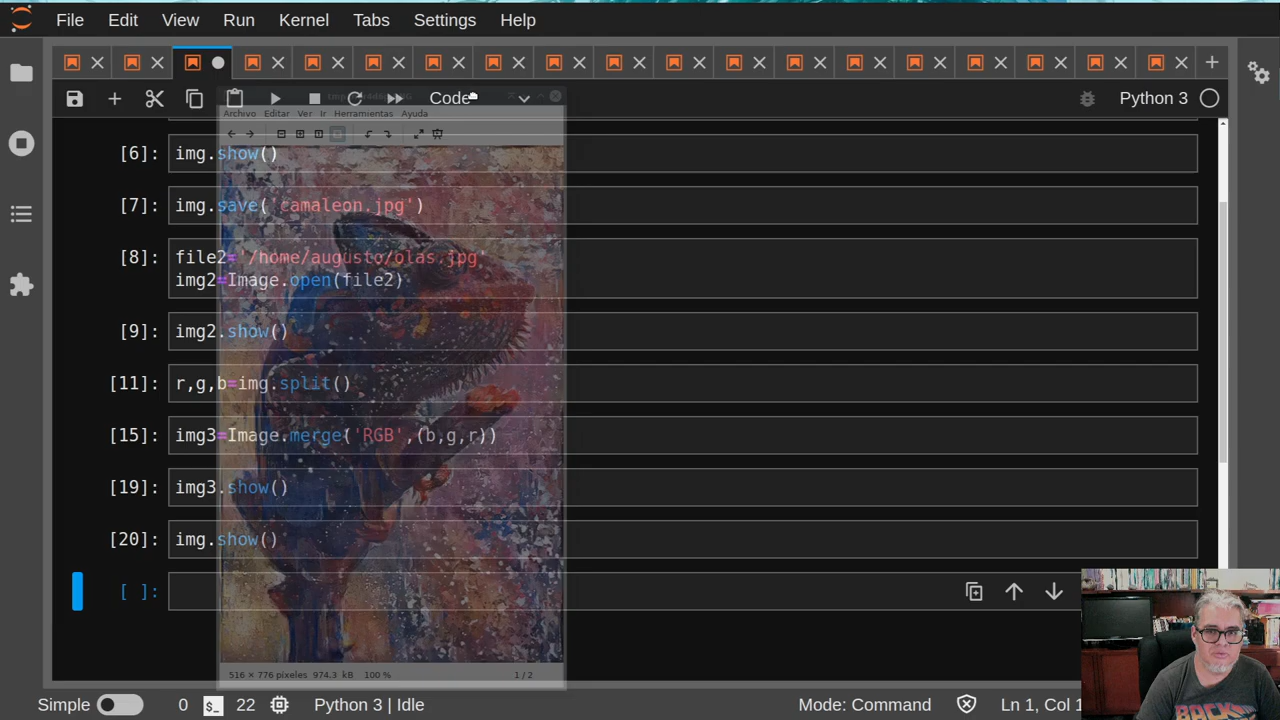 File Edit View Run Kernel Tabs Settings Help
Code
Python 3
Archivo Editar Ver Ir Herramientas Ayuda
[6]: img.show()
[7]: img.save('camaleon.jpg')
[8]: file2='/home/augusto/olas.jpg'
img2=Image.open(file2)
[9]: img2.show()
[11]: r,g,b=img.split()
[15]: img3=Image.merge('RGB',(b,g,r))
[19]: img3.show()
[20]: img.show()
[ ]:
516 × 776 pixeles 974.3 kB 100 % 1 / 2
BACK
Simple 0 $_ 22 Python 3 | Idle Mode: Command Ln 1, Col 1